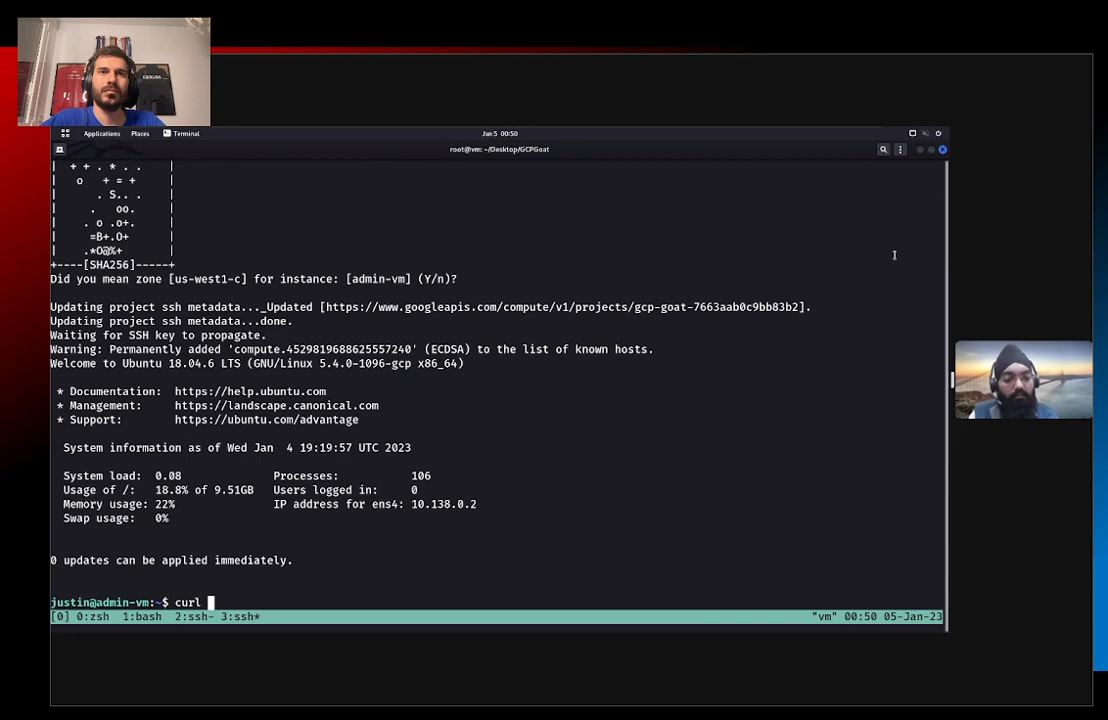 CARLOS
Applications Places Terminal
Jan 5 00:50
root@vm: ~/Desktop/GCPGoat
| + + . * . . |
| o + = + |
| . S.. . |
| . oo. |
| . o .o+. |
| =B+.O+ |
| .*O@%+ |
+----[SHA256]-----+
Did you mean zone [us-west1-c] for instance: [admin-vm] (Y/n)?
Updating project ssh metadata..._Updated [https://www.googleapis.com/compute/v1/projects/gcp-goat-7663aab0c9bb83b2].
Updating project ssh metadata...done.
Waiting for SSH key to propagate.
Warning: Permanently added 'compute.4529819688625557240' (ECDSA) to the list of known hosts.
Welcome to Ubuntu 18.04.6 LTS (GNU/Linux 5.4.0-1096-gcp x86_64)
* Documentation: https://help.ubuntu.com
* Management: https://landscape.canonical.com
* Support: https://ubuntu.com/advantage
System information as of Wed Jan 4 19:19:57 UTC 2023
System load: 0.08 Processes: 106
Usage of /: 18.8% of 9.51GB Users logged in: 0
Memory usage: 22% IP address for ens4: 10.138.0.2
Swap usage: 0%
0 updates can be applied immediately.
justin@admin-vm:~$ curl
[0] 0:zsh 1:bash 2:ssh- 3:ssh* "vm" 00:50 05-Jan-23